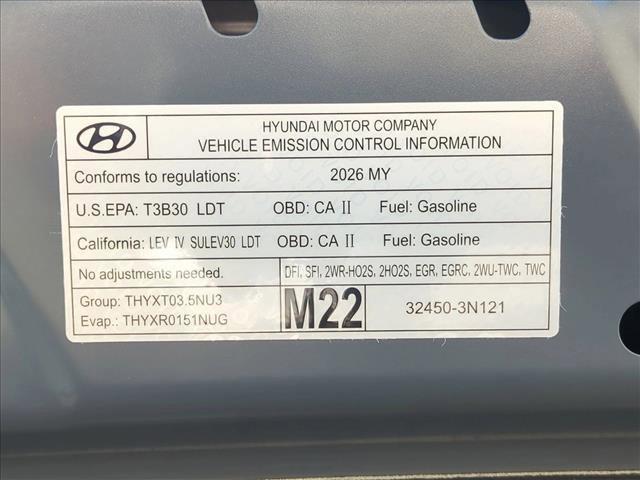 HYUNDAI MOTOR COMPANY
VEHICLE EMISSION CONTROL INFORMATION
Conforms to regulations: 2026 MY
U.S.EPA: T3B30 LDT OBD: CA II Fuel: Gasoline
California: LEV IV SULEV30 LDT OBD: CA II Fuel: Gasoline
No adjustments needed. DFI, SFI, 2WR-HO2S, 2HO2S, EGR, EGRC, 2WU-TWC, TWC
Group: THYXT03.5NU3
Evap.: THYXR0151NUG
M22
32450-3N121